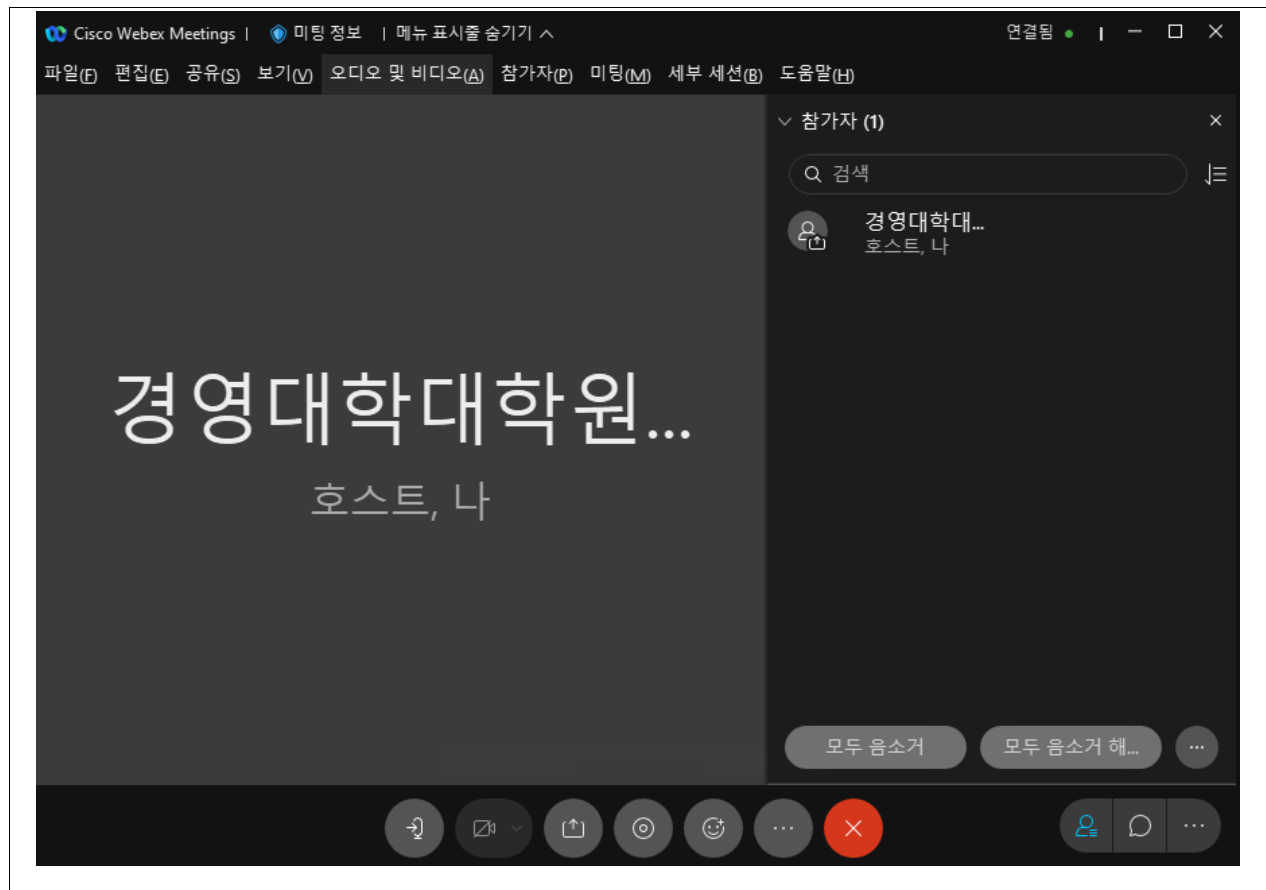 Cisco Webex Meetings | 미팅 정보 | 메뉴 표시줄 숨기기 연결됨
파일(F) 편집(E) 공유(S) 보기(V) 오디오 및 비디오(A) 참가자(P) 미팅(M) 세부 세션(B) 도움말(H)
참가자 (1)
검색
경영대학대...
호스트, 나
경영대학대학원...
호스트, 나
모두 음소거 모두 음소거 해...